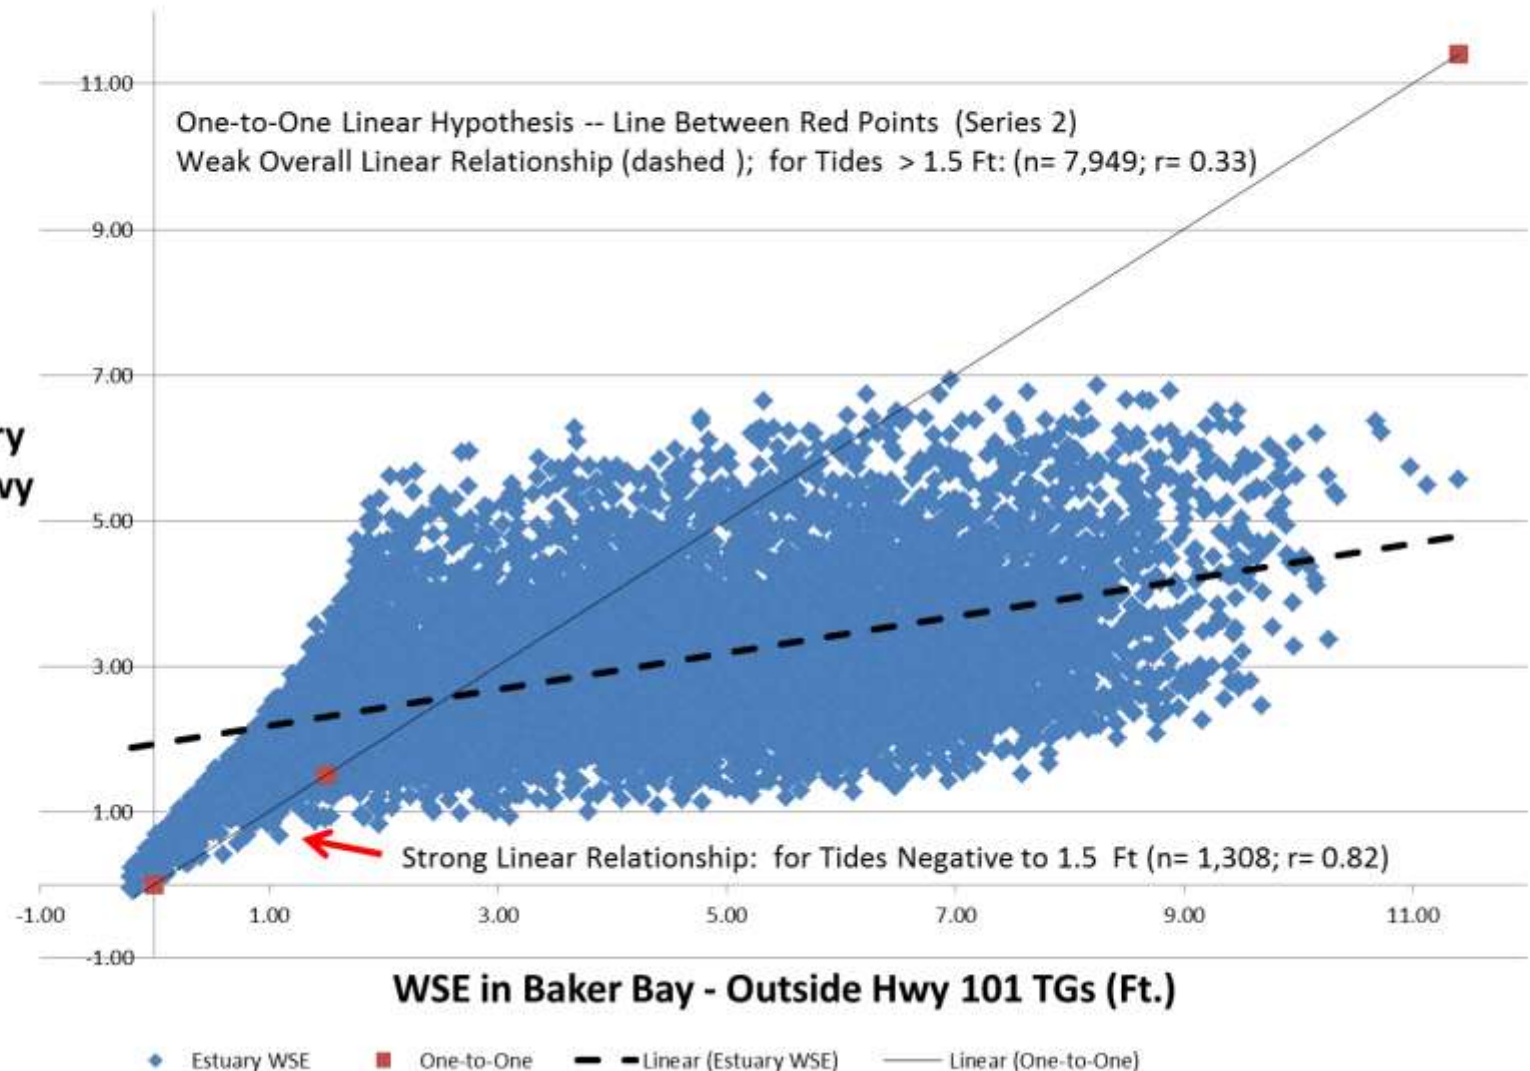 11.00
One-to-One Linear Hypothesis -- Line Between Red Points (Series 2)
Weak Overall Linear Relationship (dashed ); for Tides > 1.5 Ft: (n= 7,949; r= 0.33)
9.00
7.00
5.00
3.00
1.00
Strong Linear Relationship: for Tides Negative to 1.5 Ft (n= 1,308; r= 0.82)
-1.00 1.00 3.00 5.00 7.00 9.00 11.00
-1.00
WSE in Baker Bay - Outside Hwy 101 TGs (Ft.)
Estuary WSE One-to-One Linear (Estuary WSE) Linear (One-to-One)